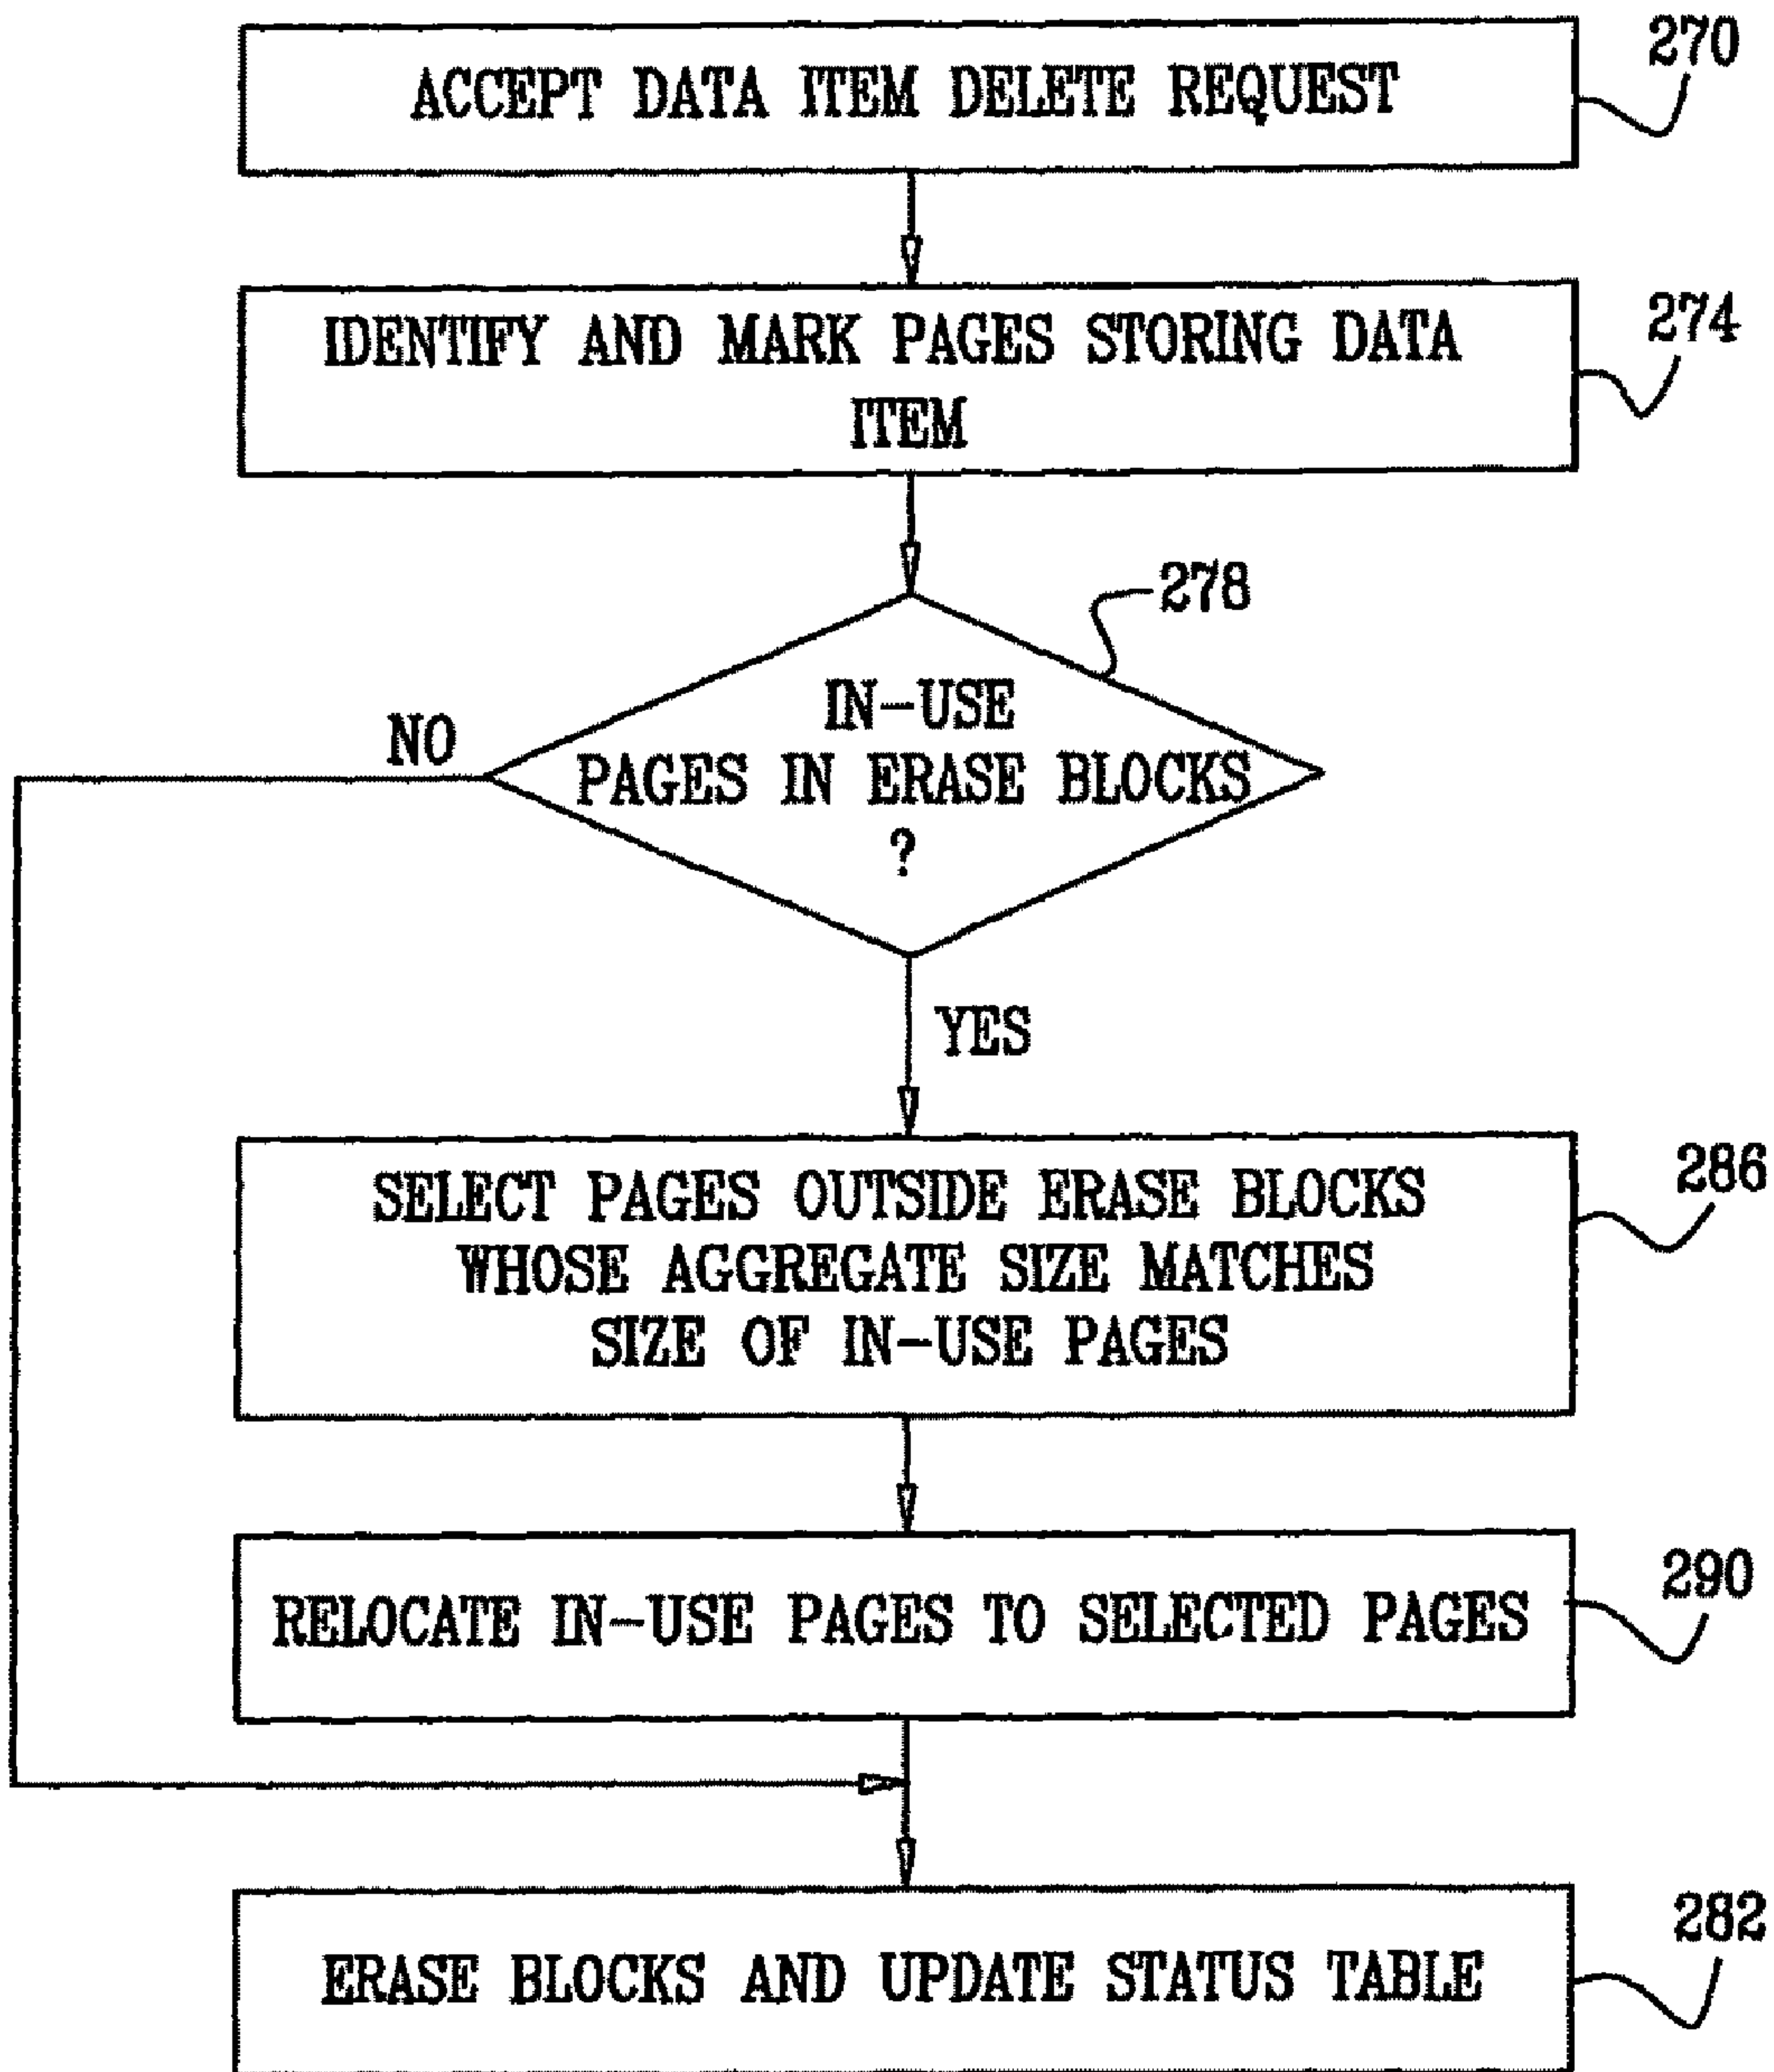 ACCEPT DATA ITEM DELETE REQUEST
270
IDENTIFY AND MARK PAGES STORING DATA
ITEM
274
278
IN-USE
PAGES IN ERASE BLOCKS
?
NO
YES
SELECT PAGES OUTSIDE ERASE BLOCKS
WHOSE AGGREGATE SIZE MATCHES
SIZE OF IN-USE PAGES
286
RELOCATE IN-USE PAGES TO SELECTED PAGES
290
ERASE BLOCKS AND UPDATE STATUS TABLE
282